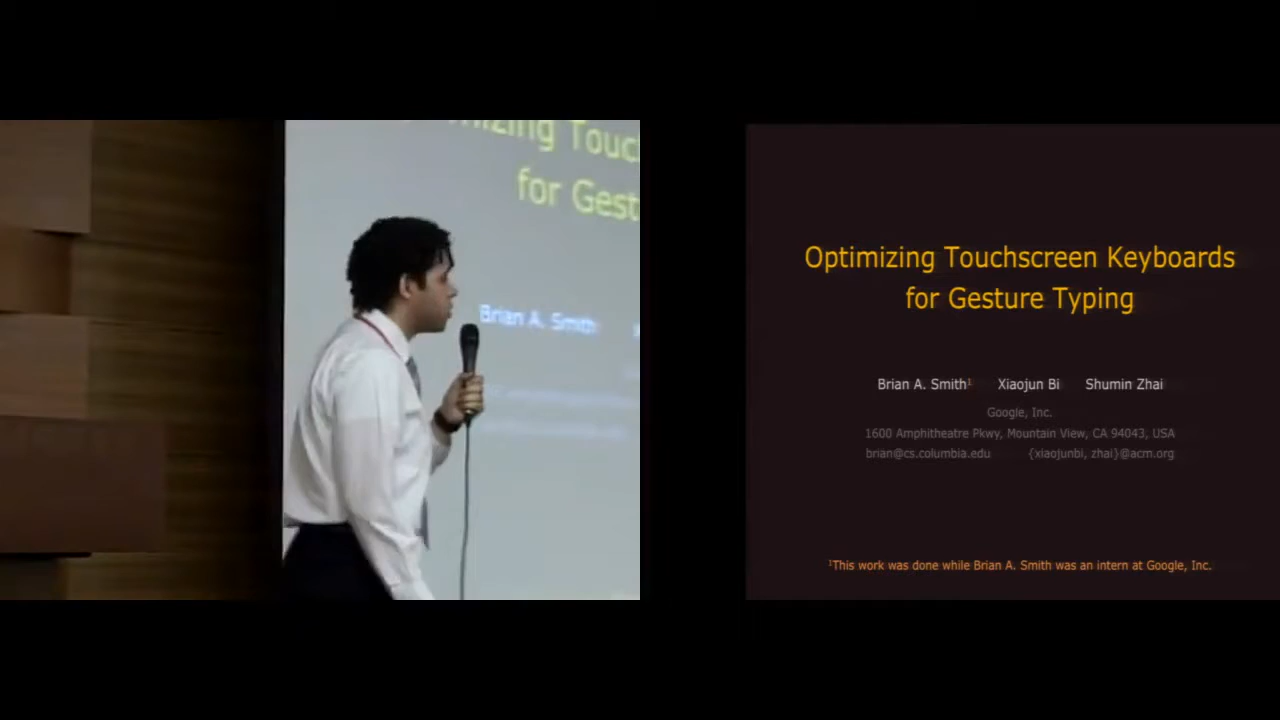 mizing Touc
for Gest
Brian A. Smith
Optimizing Touchscreen Keyboards
for Gesture Typing
Brian A. Smith¹ Xiaojun Bi Shumin Zhai
Google, Inc.
1600 Amphitheatre Pkwy, Mountain View, CA 94043, USA
brian@cs.columbia.edu {xiaojunbi, zhai}@acm.org
¹This work was done while Brian A. Smith was an intern at Google, Inc.